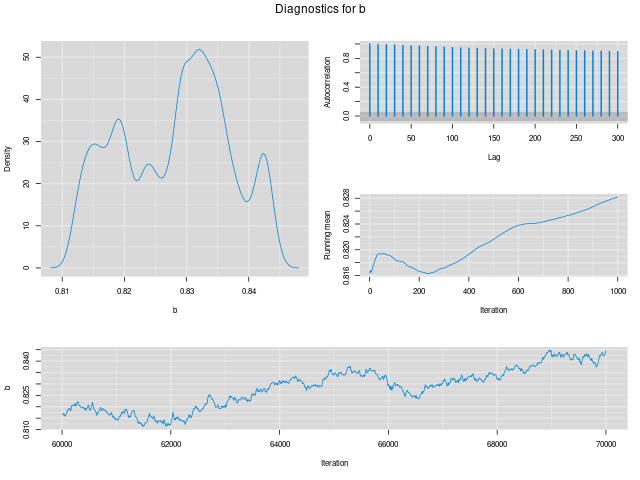 Diagnostics for b
Density
50
40
30
20
10
0
0.81 0.82 0.83 0.84
b
Autocorrelation
0.8
0.4
0.0
0 50 100 150 200 250 300
Lag
Running mean
0.828
0.824
0.820
0.816
0 200 400 600 800 1000
Iteration
b
0.840
0.825
0.810
60000 62000 64000 66000 68000 70000
Iteration